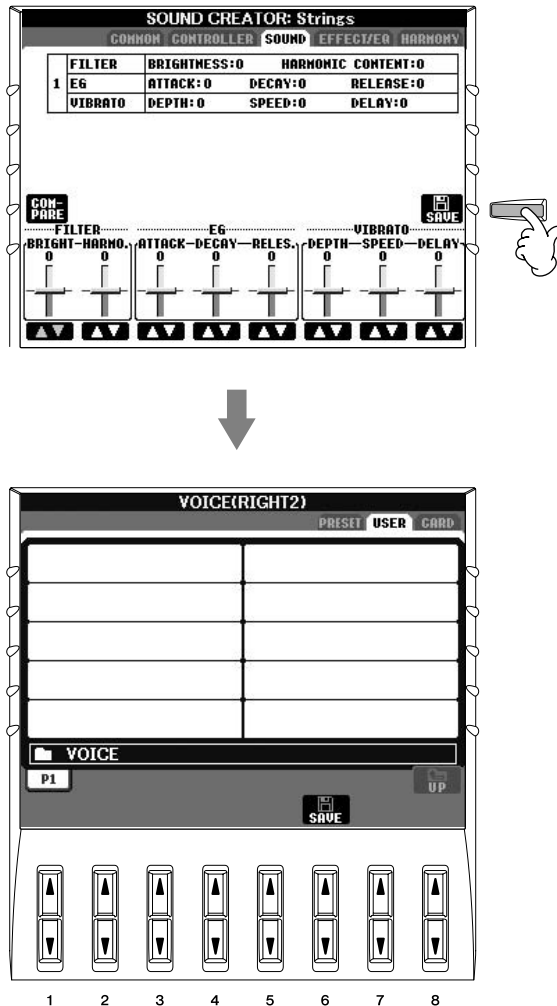 SOUND CREATOR: Strings
COMMON CONTROLLER SOUND EFFECT/EQ HARMONY
1
FILTER BRIGHTNESS:0 HARMONIC CONTENT:0
EG ATTACK:0 DECAY:0 RELEASE:0
VIBRATO DEPTH:0 SPEED:0 DELAY:0
COM-
PARE
SAVE
FILTER EG VIBRATO
BRIGHT-HARMO. ATTACK-DECAY-RELES. DEPTH-SPEED-DELAY
0 0 0 0 0 0 0 0
VOICE(RIGHT2)
PRESET USER CARD
VOICE
P1
UP
SAVE
1 2 3 4 5 6 7 8